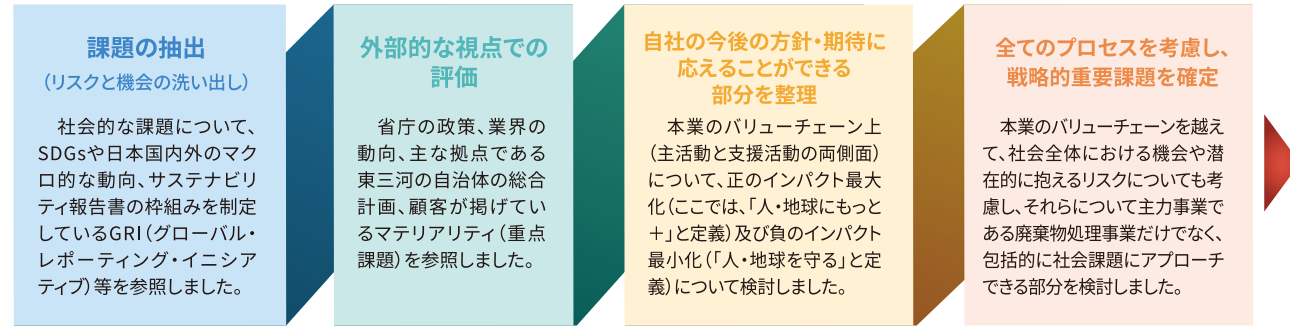 課題の抽出
（リスクと機会の洗い出し）
社会的な課題について、
SDGsや日本国内外のマク
ロ的な動向、サステナビリ
ティ報告書の枠組みを制定
しているGRI（グローバル・
レポーティング・イニシア
ティブ）等を参照しました。
外部的な視点での
評価
省庁の政策、業界の
動向、主な拠点である
東三河の自治体の総合
計画、顧客が掲げてい
るマテリアリティ（重点
課題）を参照しました。
自社の今後の方針・期待に
応えることができる
部分を整理
本業のバリューチェーン上
（主活動と支援活動の両側面）
について、正のインパクト最大
化（ここでは、「人・地球にもっと
＋」と定義）及び負のインパクト
最小化（「人・地球を守る」と定
義）について検討しました。
全てのプロセスを考慮し、
戦略的重要課題を確定
本業のバリューチェーンを越え
て、社会全体における機会や潜
在的に抱えるリスクについても考
慮し、それらについて主力事業で
ある廃棄物処理事業だけでなく、
包括的に社会課題にアプローチ
できる部分を検討しました。